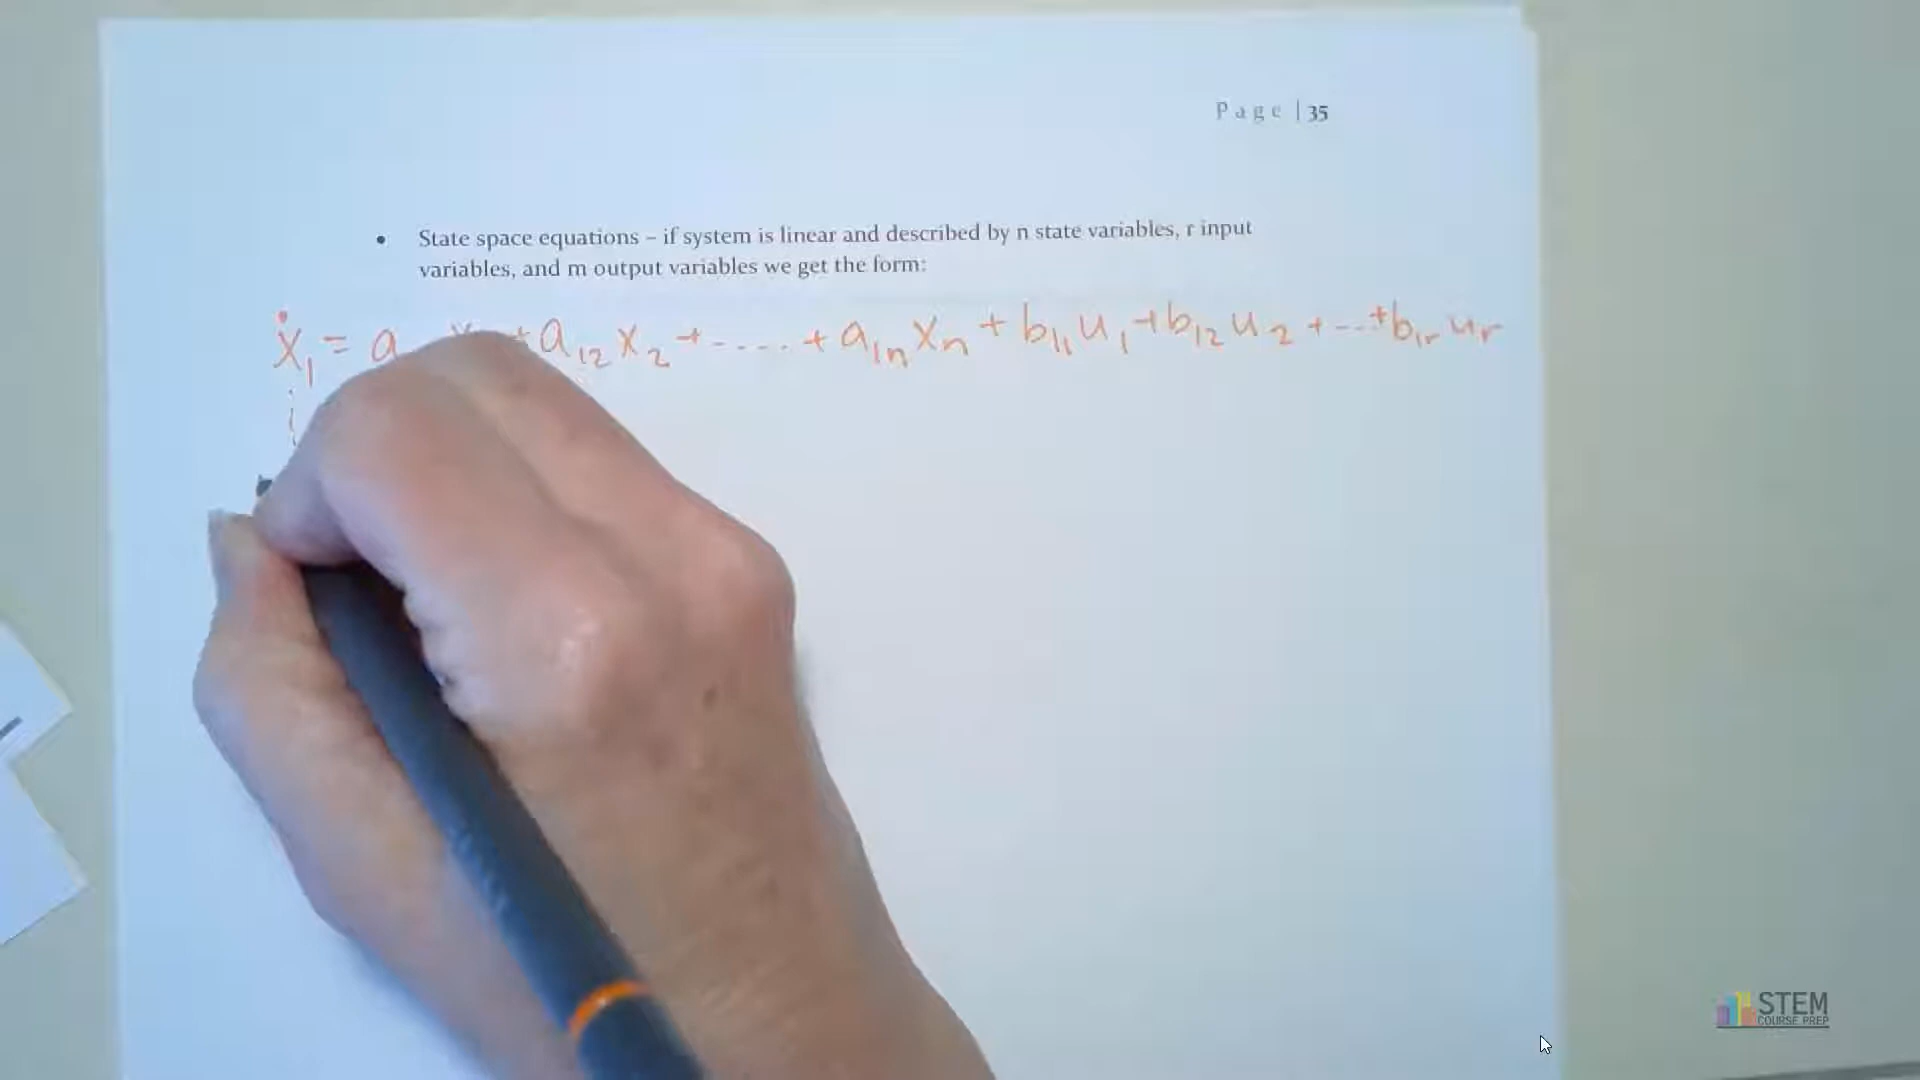 Page | 35
• State space equations – if system is linear and described by n state variables, r input
variables, and m output variables we get the form:
ẋ₁ = a + a₁₂ x₂ + ..... + a₁ₙ xₙ + b₁₁ u₁ + b₁₂ u₂ + ... + b₁ᵣ uᵣ
STEM
COURSE PREP